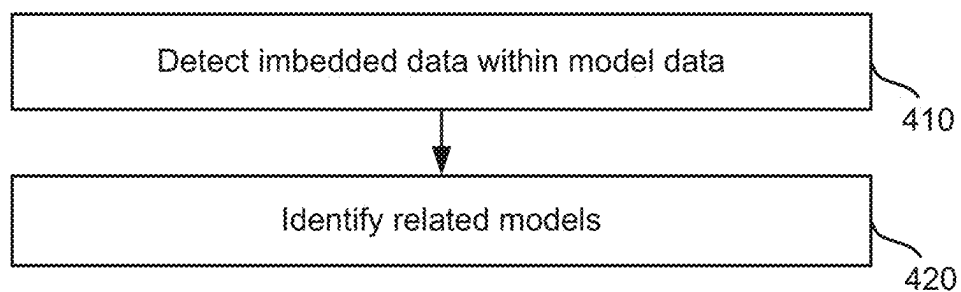 Detect imbedded data within model data
410
Identify related models
420